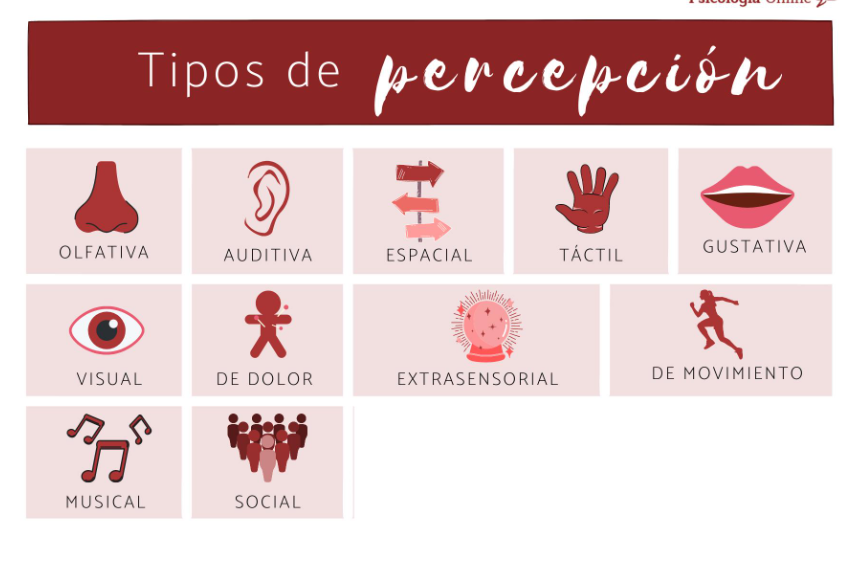 Psicología Online
Tipos de percepción
OLFATIVA
AUDITIVA
ESPACIAL
TÁCTIL
GUSTATIVA
VISUAL
DE DOLOR
EXTRASENSORIAL
DE MOVIMIENTO
MUSICAL
SOCIAL